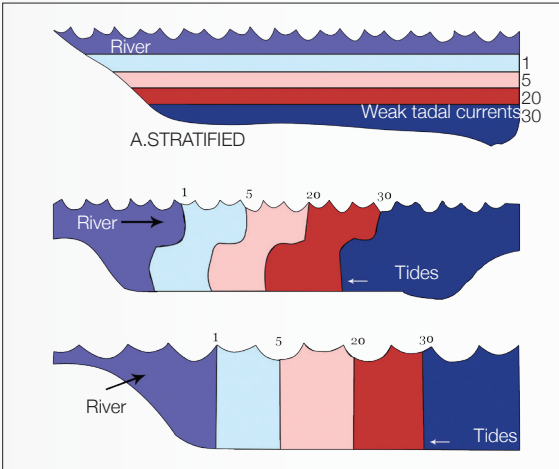 River
1
5
20
Weak tadal currents 30
A.STRATIFIED
1 5 20 30
River
Tides
1 5 20 30
River
Tides